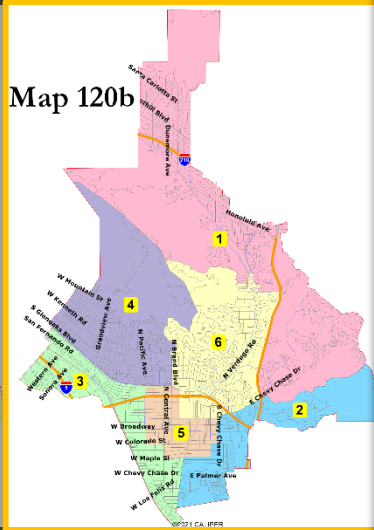 Santa Carlotta St
Map 120b
othill Blvd
Dunsmore Ave
210
Honolulu Ave
1
W Mountain St
4
Grandview Ave
W Kenneth Rd
S Glenoaks Blvd
San Fernando Rd
N Pacific Ave
N Brand Blvd
6
N Verdugo Rd
Western Ave
Sonora Ave
3
5
E Chevy Chase Dr
2
N Central Ave
S Chevy Chase Dr
W Broadway
5
W Colorado St
W Maple St
W Chevy Chase Dr
E Palmer Ave
W Los Feliz Rd
©2021 CALIPER